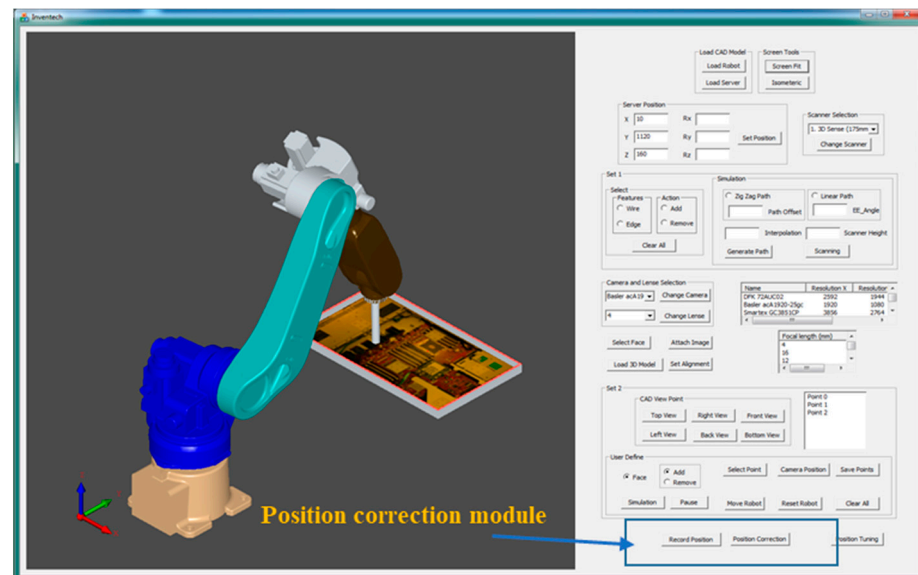 Inventech
Load CAD Model
Load Robot
Load Server
Screen Tools
Screen Fit
Isometeric
Server Position
X 10 Rx
Y 1120 Ry
Z 160 Rz
Set Position
Scanner Selection
1. 3D Sense (175mm
Change Scanner
Set 1
Select
Features
Wire
Edge
Action
Add
Remove
Clear All
Simulation
Zig Zag Path
Path Offset
Linear Path
EE_Angle
Interpolation
Scanner Height
Generate Path
Scanning
Camera and Lense Selection
Basler acA19
Change Camera
4
Change Lense
Name Resolution X Resolution
DFK 72AUC02 2592 1944
Basler acA1920-25gc 1920 1080
Smartex GC3851CP 3856 2764
Select Face
Attach Image
Load 3D Model
Set Alignment
Focal length (mm)
4
16
12
Set 2
CAD View Point
Top View
Right View
Front View
Left View
Back View
Bottom View
Point 0
Point 1
Point 2
User Define
Face
Add
Remove
Select Point
Camera Position
Save Points
Simulation
Pause
Move Robot
Reset Robot
Clear All
Position correction module
Record Position
Position Correction
Position Tuning